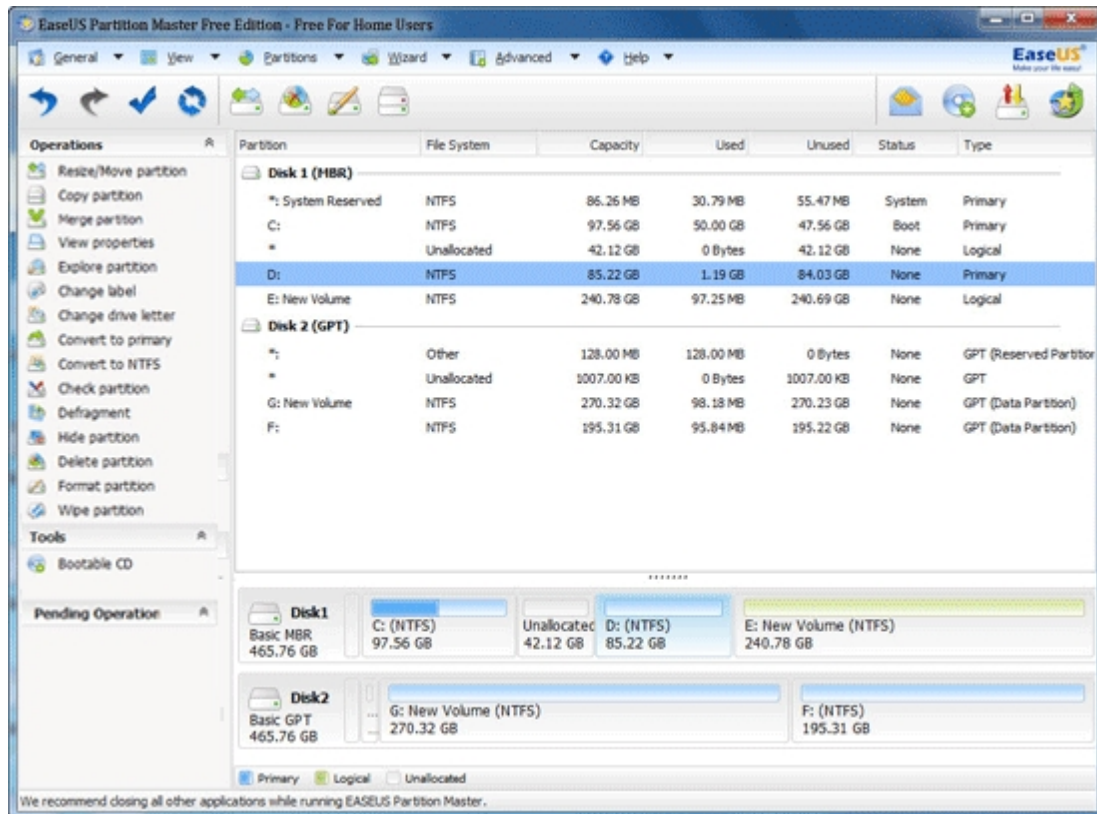 EaseUS Partition Master Free Edition - Free For Home Users
General View Partitions Wizard Advanced Help
EaseUS
Make your life easy!
Operations
Resize/Move partition
Copy partition
Merge partition
View properties
Explore partition
Change label
Change drive letter
Convert to primary
Convert to NTFS
Check partition
Defragment
Hide partition
Delete partition
Format partition
Wipe partition
Tools
Bootable CD
Pending Operation
Partition File System Capacity Used Unused Status Type
Disk 1 (MBR)
*: System Reserved NTFS 86.26 MB 30.79 MB 55.47 MB System Primary
C: NTFS 97.56 GB 50.00 GB 47.56 GB Boot Primary
* Unallocated 42.12 GB 0 Bytes 42.12 GB None Logical
D: NTFS 85.22 GB 1.19 GB 84.03 GB None Primary
E: New Volume NTFS 240.78 GB 97.25 MB 240.69 GB None Logical
Disk 2 (GPT)
*: Other 128.00 MB 128.00 MB 0 Bytes None GPT (Reserved Partition
* Unallocated 1007.00 KB 0 Bytes 1007.00 KB None GPT
G: New Volume NTFS 270.32 GB 98.18 MB 270.23 GB None GPT (Data Partition)
F: NTFS 195.31 GB 95.84 MB 195.22 GB None GPT (Data Partition)
Disk1
Basic MBR
465.76 GB
C: (NTFS)
97.56 GB
Unallocated
42.12 GB
D: (NTFS)
85.22 GB
E: New Volume (NTFS)
240.78 GB
Disk2
Basic GPT
465.76 GB
...
...
G: New Volume (NTFS)
270.32 GB
F: (NTFS)
195.31 GB
Primary Logical Unallocated
We recommend closing all other applications while running EASEUS Partition Master.